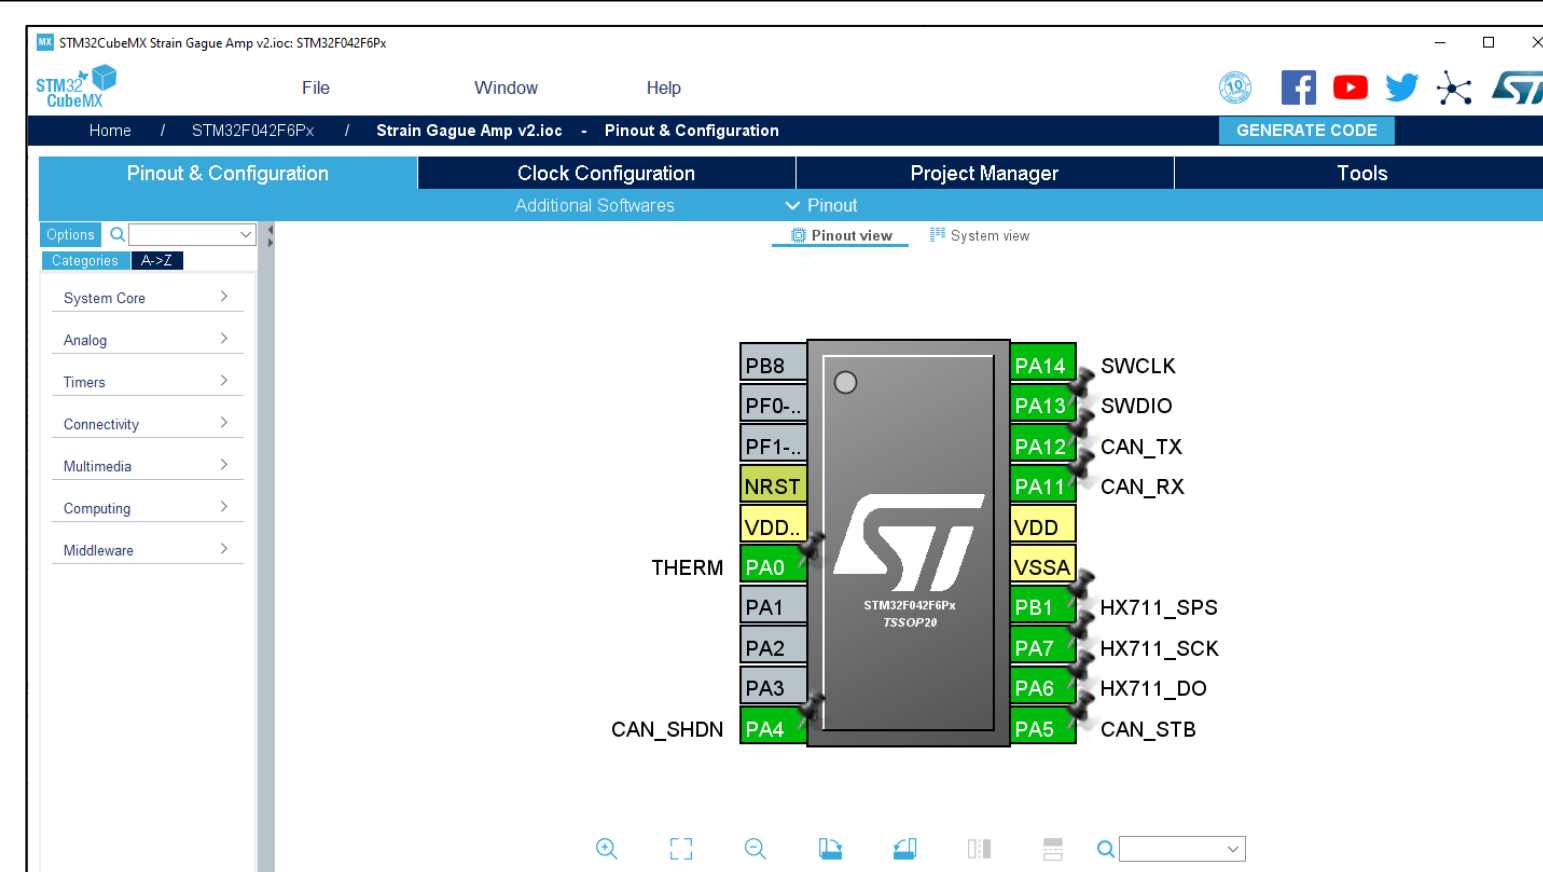 MX STM32CubeMX Strain Gague Amp v2.ioc: STM32F042F6Px
STM32 CubeMX
File Window Help
10
Home / STM32F042F6Px / Strain Gague Amp v2.ioc - Pinout & Configuration
GENERATE CODE
Pinout & Configuration Clock Configuration Project Manager Tools
Additional Softwares Pinout
Options
Pinout view System view
Categories A->Z
System Core
Analog
Timers
Connectivity
Multimedia
Computing
Middleware
PB8 PA14 SWCLK
PF0-.. PA13 SWDIO
PF1-.. PA12 CAN_TX
NRST PA11 CAN_RX
VDD.. VDD
THERM PA0 VSSA
PA1 STM32F042F6Px PB1 HX711_SPS
TSSOP20
PA2 PA7 HX711_SCK
PA3 PA6 HX711_DO
CAN_SHDN PA4 PA5 CAN_STB